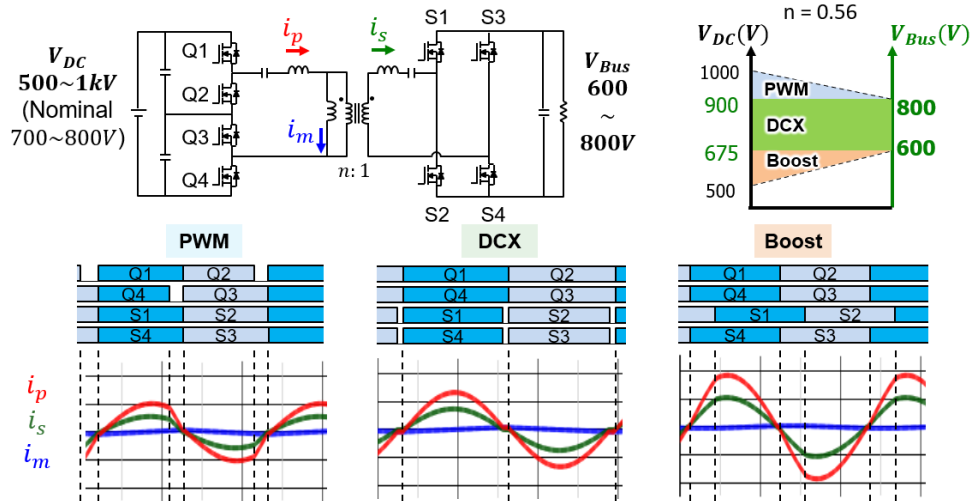 S1 S3
n = 0.56
i_p
i_s
V_DC(V)
V_Bus(V)
V_DC
500~1kV
(Nominal
700~800V)
Q1
Q2
Q3
Q4
i_m
n: 1
S2 S4
V_Bus
600
~
800V
1000
900
675
500
PWM
DCX
Boost
800
600
PWM
DCX
Boost
Q1 Q2
Q4 Q3
S1 S2
S4 S3
Q1 Q2
Q4 Q3
S1 S2
S4 S3
Q1 Q2
Q4 Q3
S1 S2
S4 S3
i_p
i_s
i_m